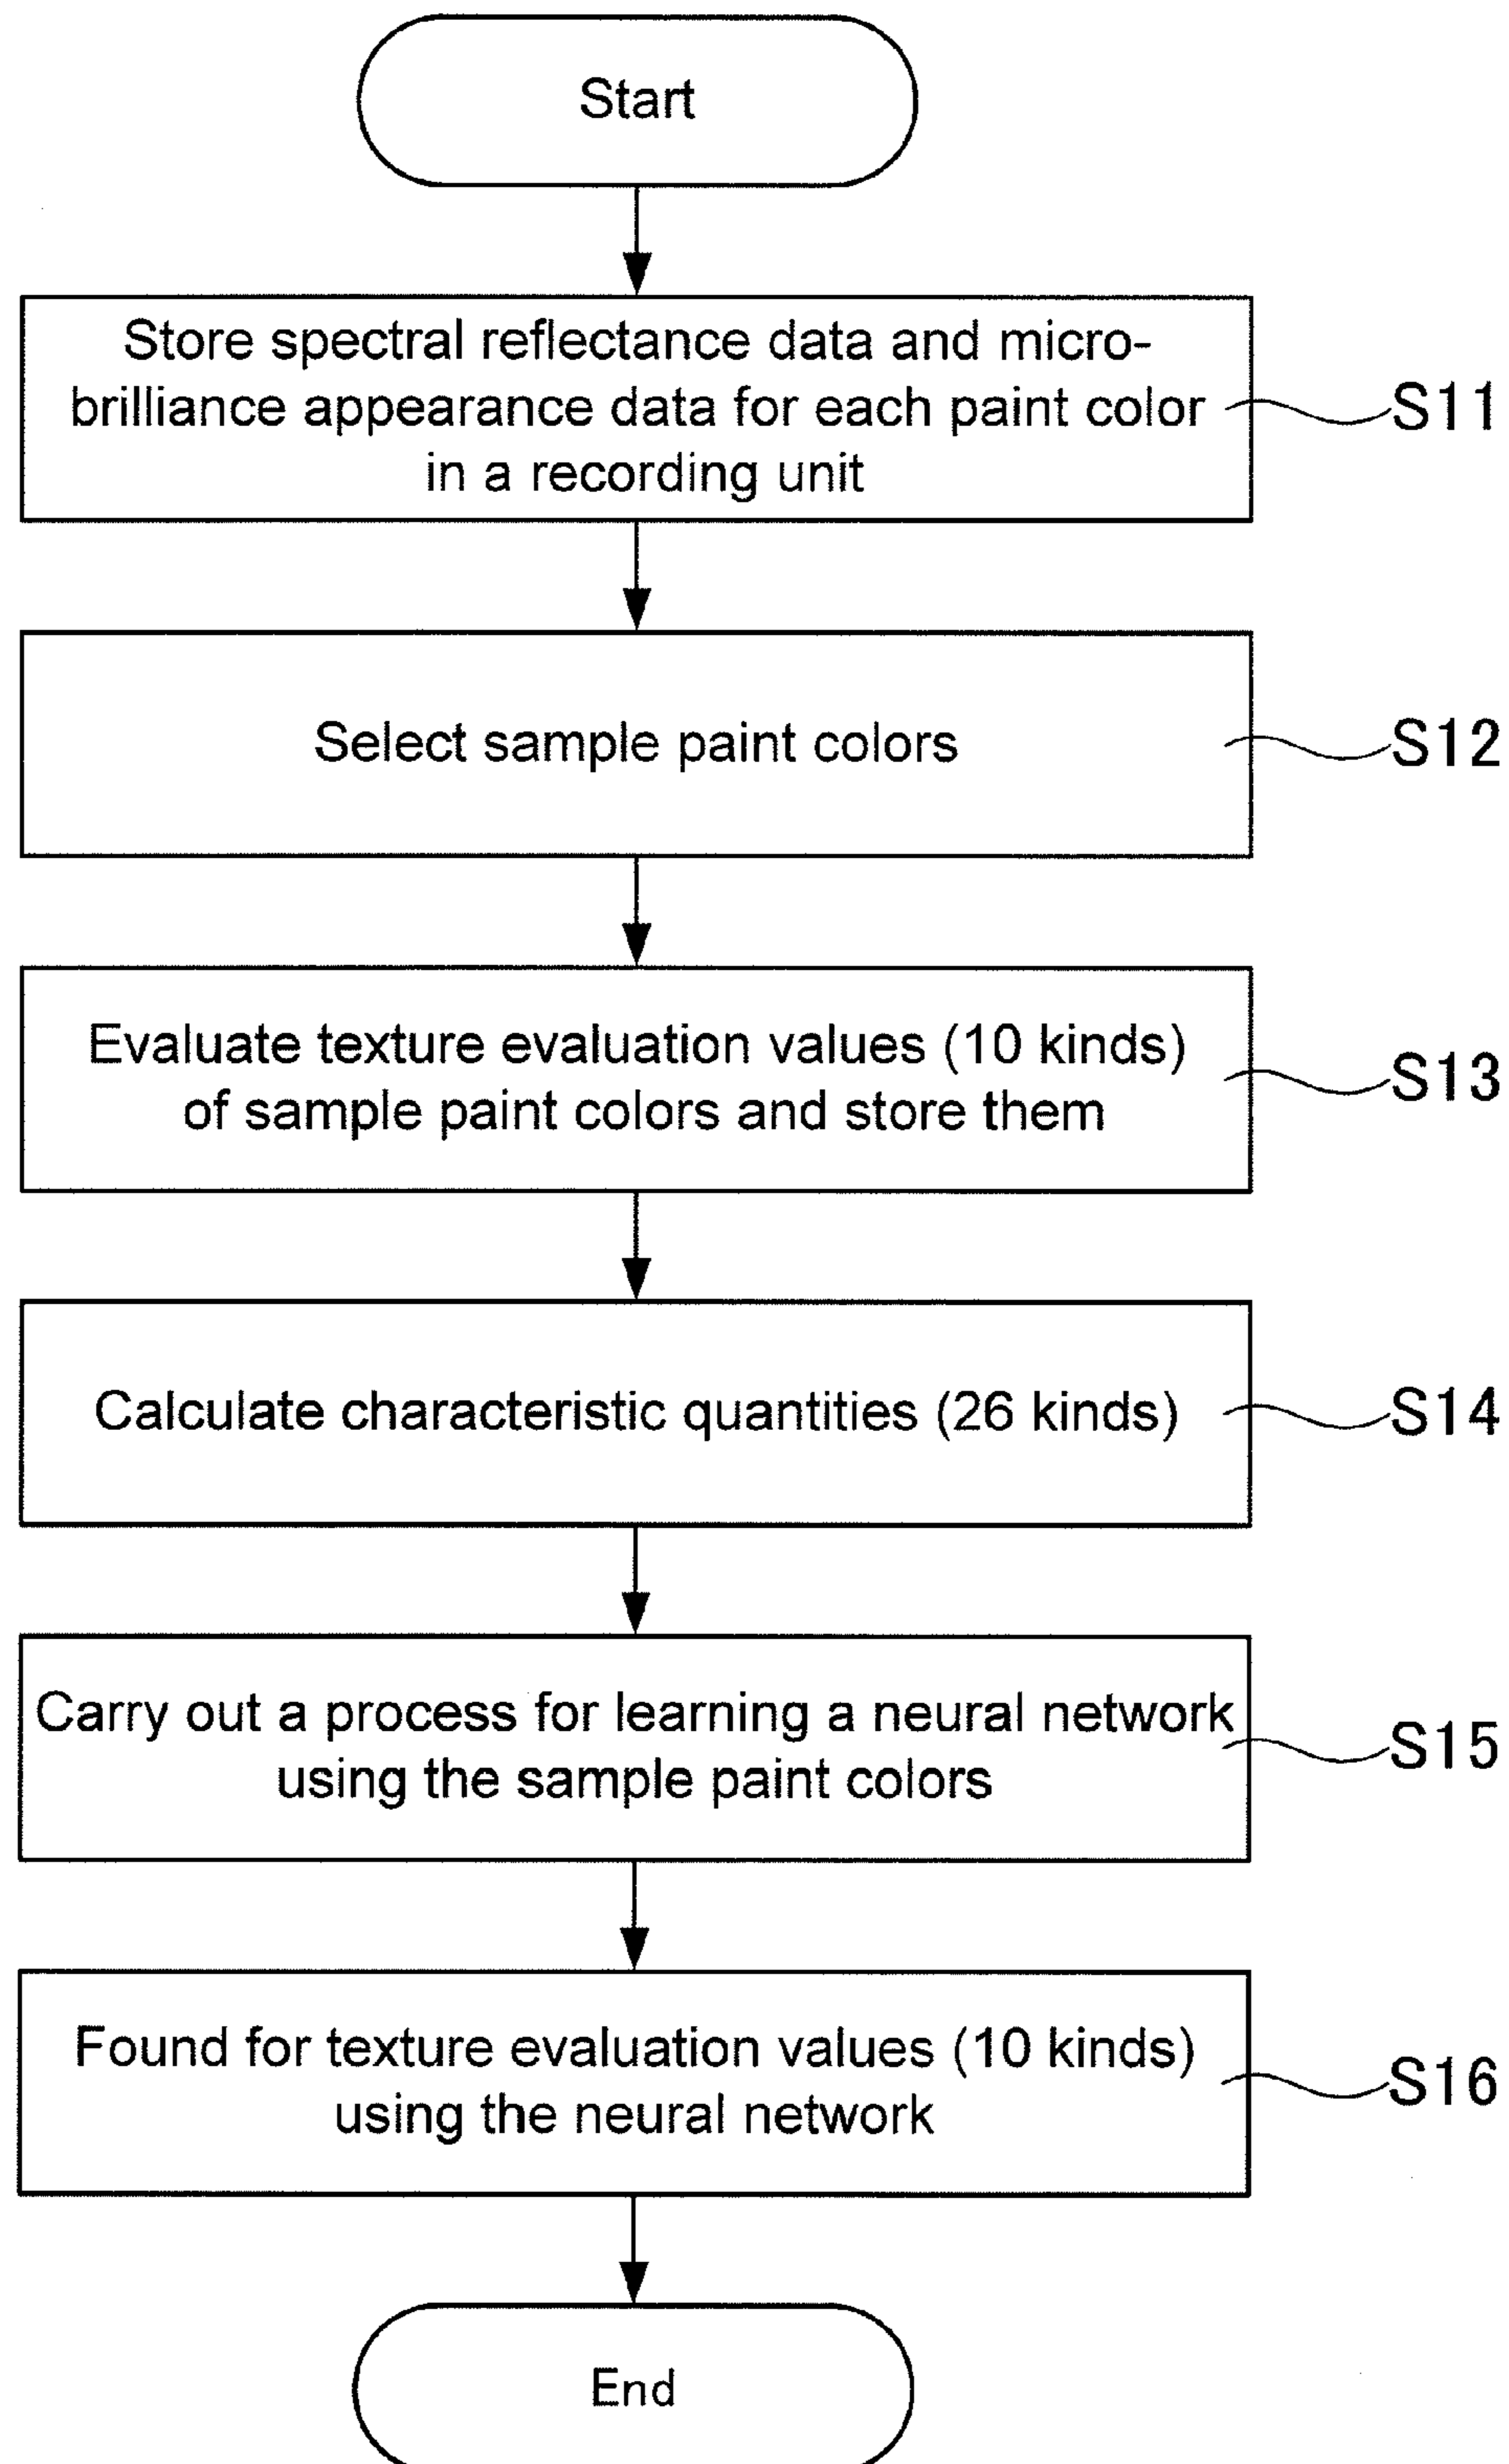 Start
Store spectral reflectance data and micro-
brilliance appearance data for each paint color
in a recording unit
S11
Select sample paint colors
S12
Evaluate texture evaluation values (10 kinds)
of sample paint colors and store them
S13
Calculate characteristic quantities (26 kinds)
S14
Carry out a process for learning a neural network
using the sample paint colors
S15
Found for texture evaluation values (10 kinds)
using the neural network
S16
End